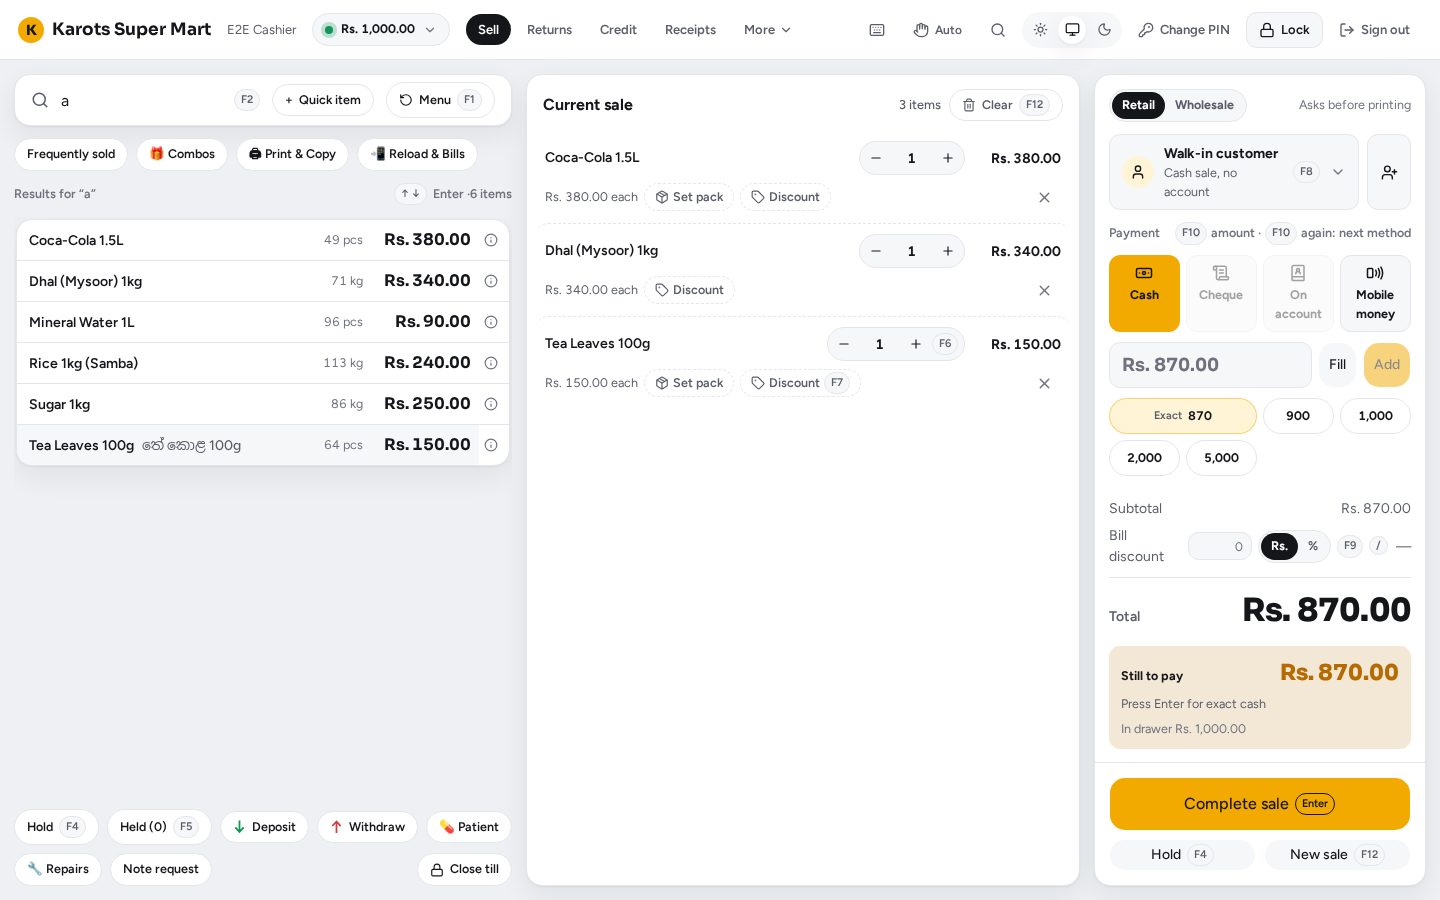 K Karots Super Mart E2E Cashier Rs. 1,000.00 Sell Returns Credit Receipts More Auto Change PIN Lock Sign out
a F2 + Quick item Menu F1
Frequently sold Combos Print & Copy Reload & Bills
Results for “a” ↑ ↓ Enter ·6 items
Coca-Cola 1.5L 49 pcs Rs. 380.00
Dhal (Mysoor) 1kg 71 kg Rs. 340.00
Mineral Water 1L 96 pcs Rs. 90.00
Rice 1kg (Samba) 113 kg Rs. 240.00
Sugar 1kg 86 kg Rs. 250.00
Tea Leaves 100g තේ කොළ 100g 64 pcs Rs. 150.00
Hold F4 Held (0) F5 Deposit Withdraw Patient
Repairs Note request Close till
Current sale 3 items Clear F12
Coca-Cola 1.5L − 1 + Rs. 380.00
Rs. 380.00 each Set pack Discount
Dhal (Mysoor) 1kg − 1 + Rs. 340.00
Rs. 340.00 each Discount
Tea Leaves 100g − 1 + F6 Rs. 150.00
Rs. 150.00 each Set pack Discount F7
Retail Wholesale Asks before printing
Walk-in customer
Cash sale, no F8
account
Payment F10 amount · F10 again: next method
Cash Cheque On Mobile
account money
Rs. 870.00 Fill Add
Exact 870 900 1,000
2,000 5,000
Subtotal Rs. 870.00
Bill
discount 0 Rs. % F9 / —
Total Rs. 870.00
Still to pay Rs. 870.00
Press Enter for exact cash
In drawer Rs. 1,000.00
Complete sale Enter
Hold F4 New sale F12